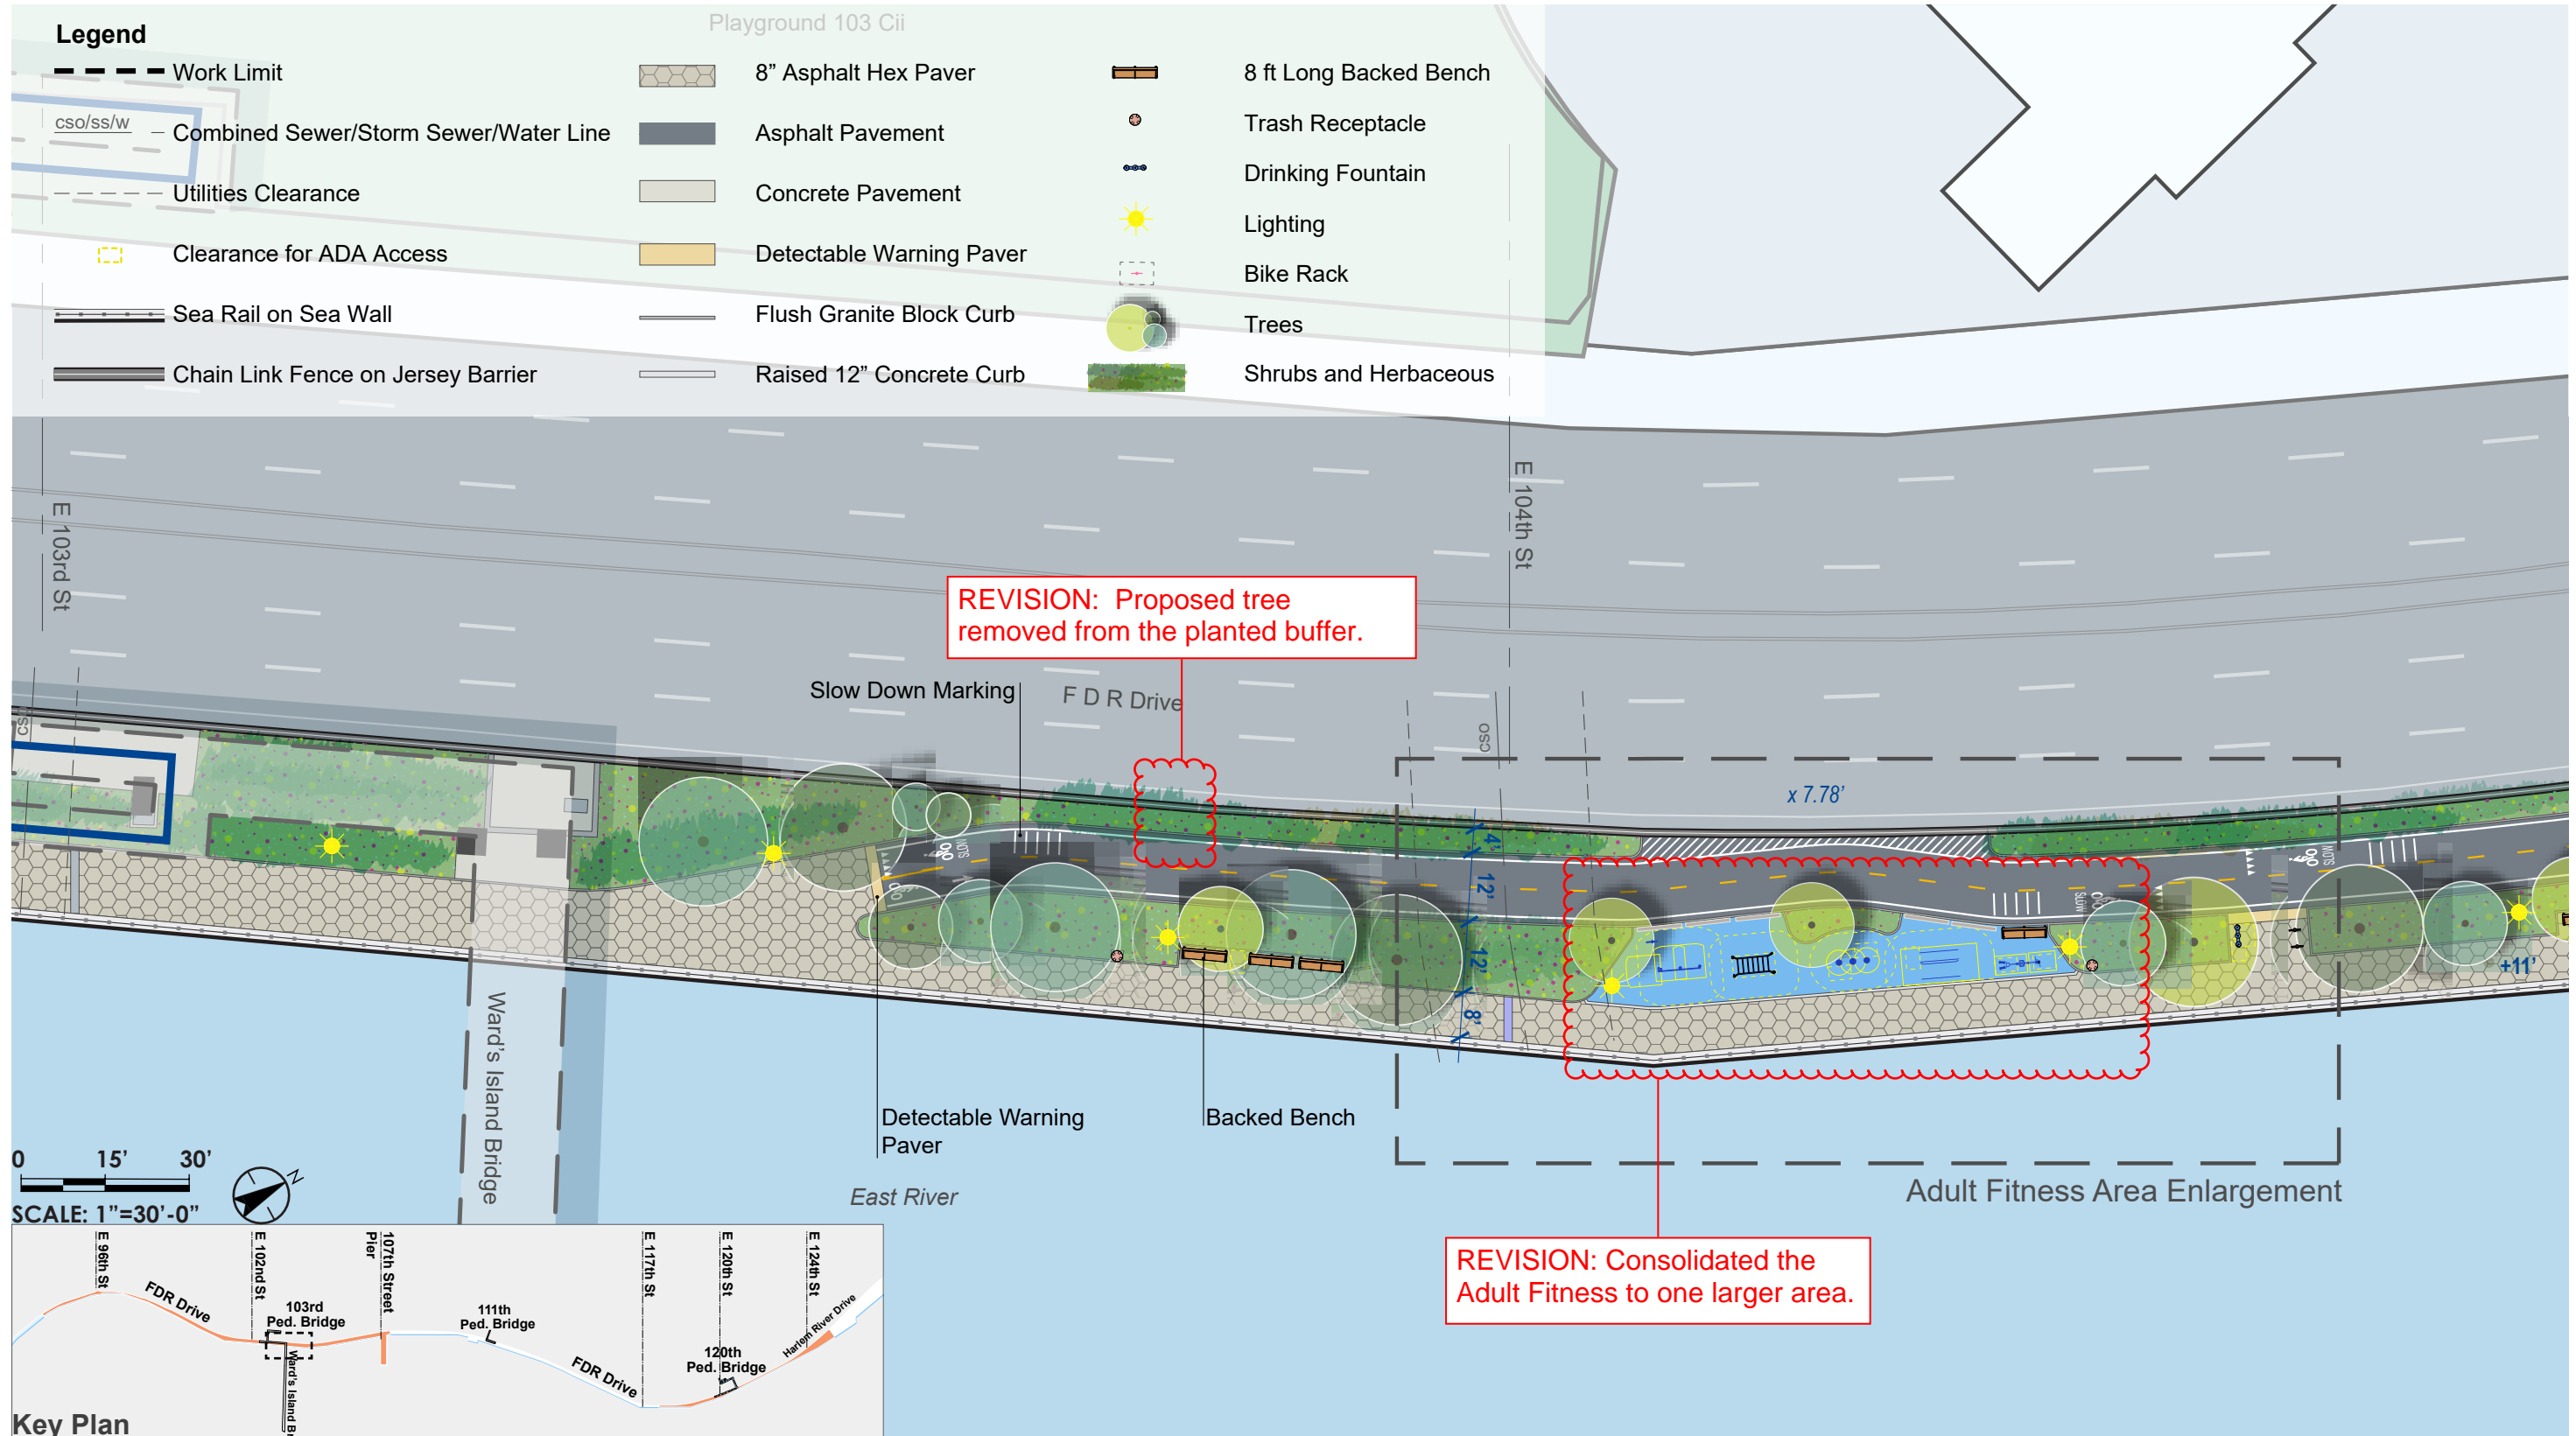 Playground 103 Cii
Legend
Work Limit
cso/ss/w
Combined Sewer/Storm Sewer/Water Line
Utilities Clearance
Clearance for ADA Access
Sea Rail on Sea Wall
Chain Link Fence on Jersey Barrier
8” Asphalt Hex Paver
Asphalt Pavement
Concrete Pavement
Detectable Warning Paver
Flush Granite Block Curb
Raised 12” Concrete Curb
8 ft Long Backed Bench
Trash Receptacle
Drinking Fountain
Lighting
Bike Rack
Trees
Shrubs and Herbaceous
E 103rd St
E 104th St
REVISION: Proposed tree
removed from the planted buffer.
Slow Down Marking
F D R Drive
cso
cso
x 7.78’
4’
12’
12’
8’
SLOW
SLOW
SLOW
+11’
Ward’s Island Bridge
Detectable Warning
Paver
Backed Bench
East River
Adult Fitness Area Enlargement
REVISION: Consolidated the
Adult Fitness to one larger area.
0 15’ 30’
SCALE: 1”=30’-0”
N
E 96th St
E 102nd St
107th Street
Pier
E 117th St
E 120th St
E 124th St
FDR Drive
103rd
Ped. Bridge
111th
Ped. Bridge
FDR Drive
120th
Ped. Bridge
Harlem River Drive
Ward’s Island
Key Plan